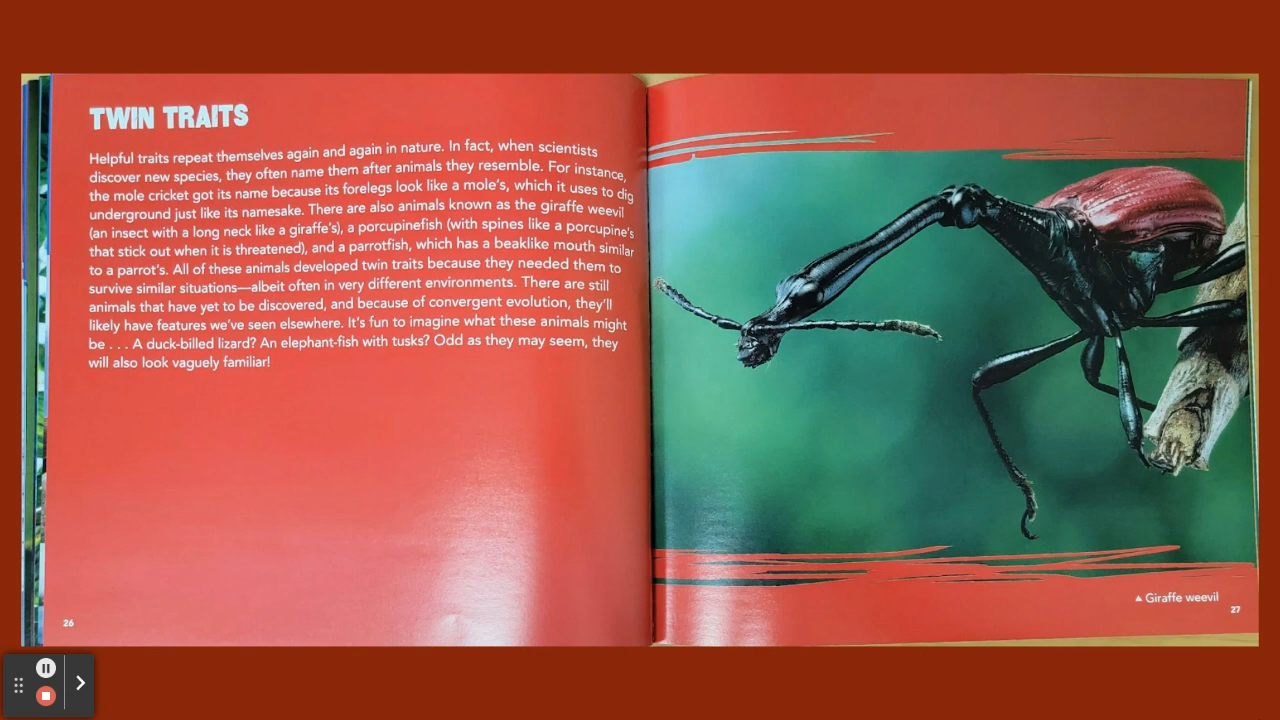 TWIN TRAITS
Helpful traits repeat themselves again and again in nature. In fact, when scientists
discover new species, they often name them after animals they resemble. For instance,
the mole cricket got its name because its forelegs look like a mole's, which it uses to dig
underground just like its namesake. There are also animals known as the giraffe weevil
(an insect with a long neck like a giraffe's), a porcupinefish (with spines like a porcupine's
that stick out when it is threatened), and a parrotfish, which has a beaklike mouth similar
to a parrot's. All of these animals developed twin traits because they needed them to
survive similar situations—albeit often in very different environments. There are still
animals that have yet to be discovered, and because of convergent evolution, they'll
likely have features we've seen elsewhere. It's fun to imagine what these animals might
be . . . A duck-billed lizard? An elephant-fish with tusks? Odd as they may seem, they
will also look vaguely familiar!
26
▲ Giraffe weevil
27